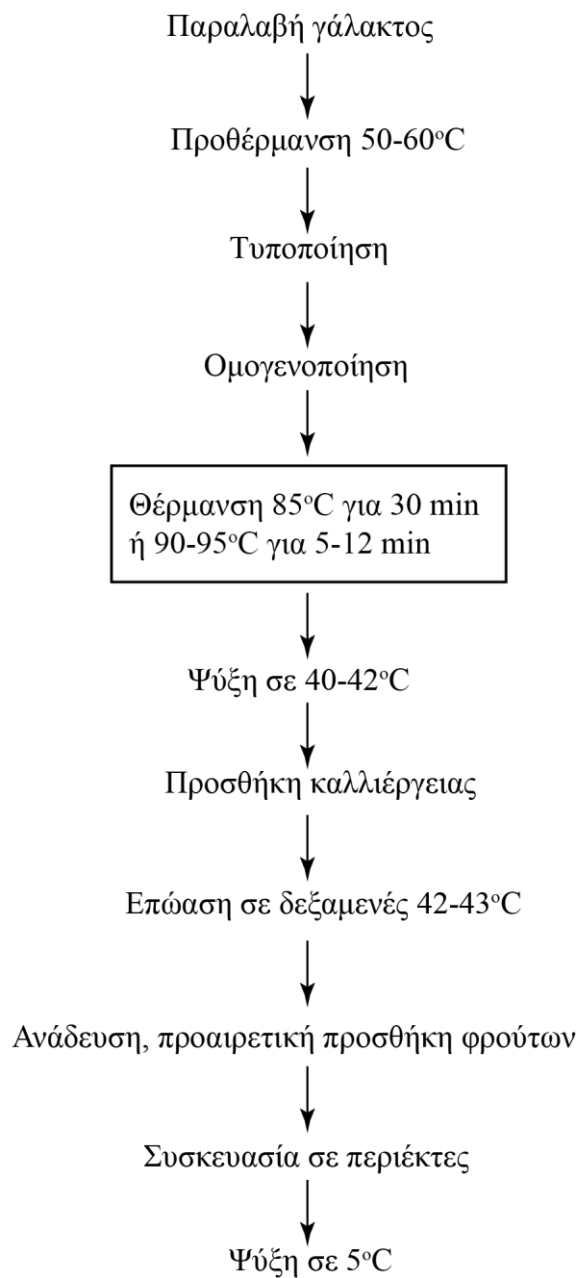 Παραλαβή γάλακτος
Προθέρμανση 50-60°C
Τυποποίηση
Ομογενοποίηση
Θέρμανση 85°C για 30 min
ή 90-95°C για 5-12 min
Ψύξη σε 40-42°C
Προσθήκη καλλιέργειας
Επώαση σε δεξαμενές 42-43°C
Ανάδευση, προαιρετική προσθήκη φρούτων
Συσκευασία σε περιέκτες
Ψύξη σε 5°C